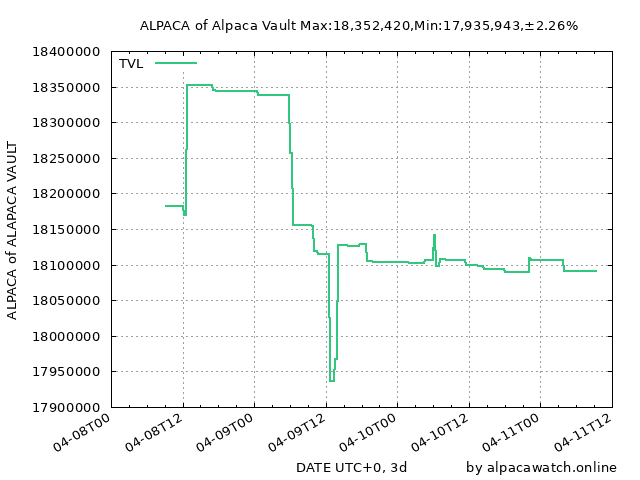 ALPACA of Alpaca Vault Max:18,352,420,Min:17,935,943,±2.26%
TVL
18400000
18350000
18300000
18250000
18200000
18150000
18100000
18050000
18000000
17950000
17900000
ALPACA of ALAPACA VAULT
04-08T00
04-08T12
04-09T00
04-09T12
04-10T00
04-10T12
04-11T00
04-11T12
DATE UTC+0, 3d
by alpacawatch.online